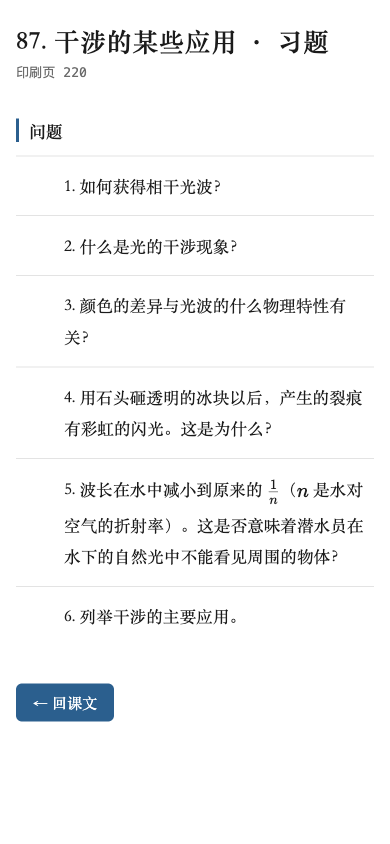 87. 干涉的某些应用 · 习题
印刷页 220
问题
1. 如何获得相干光波?
2. 什么是光的干涉现象?
3. 颜色的差异与光波的什么物理特性有
关?
4. 用石头砸透明的冰块以后，产生的裂痕
有彩虹的闪光。这是为什么?
5. 波长在水中减小到原来的 1/n（n 是水对
空气的折射率）。这是否意味着潜水员在
水下的自然光中不能看见周围的物体?
6. 列举干涉的主要应用。
← 回课文